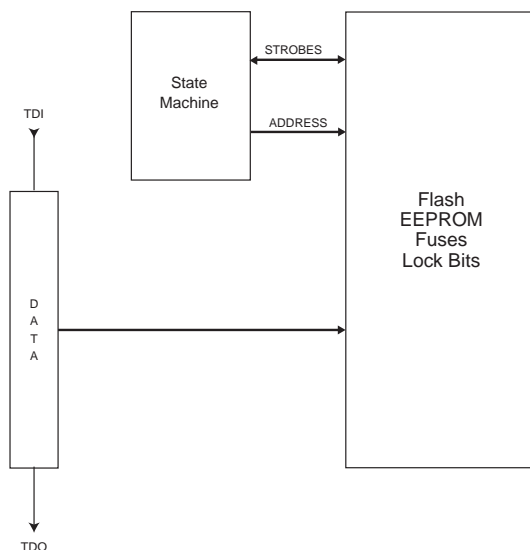 STROBES
State
Machine
ADDRESS
TDI
Flash
EEPROM
Fuses
Lock Bits
D
A
T
A
TDO